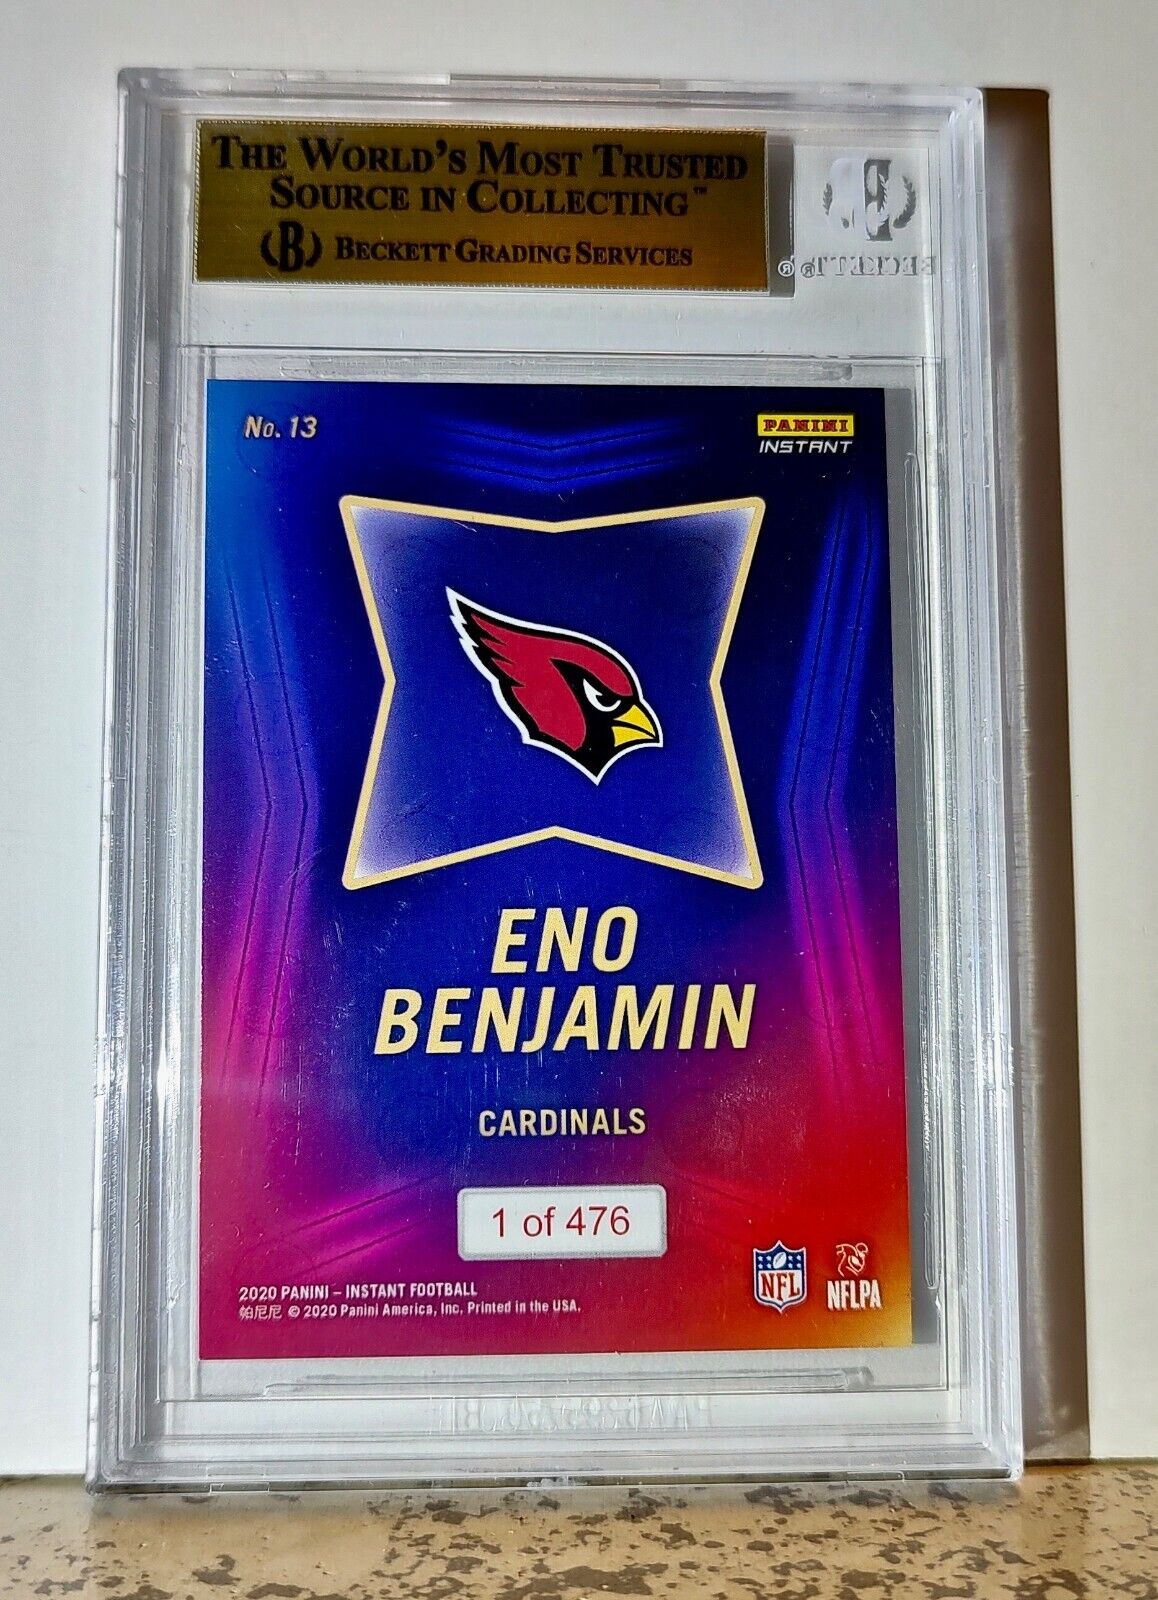 THE WORLD'S MOST TRUSTED
SOURCE IN COLLECTING™
B BECKETT GRADING SERVICES
BECKETT
No. 13
PANINI
INSTANT
ENO
BENJAMIN
CARDINALS
1 of 476
NFL
NFLPA
2020 PANINI – INSTANT FOOTBALL
帕尼尼 © 2020 Panini America, Inc. Printed in the USA.